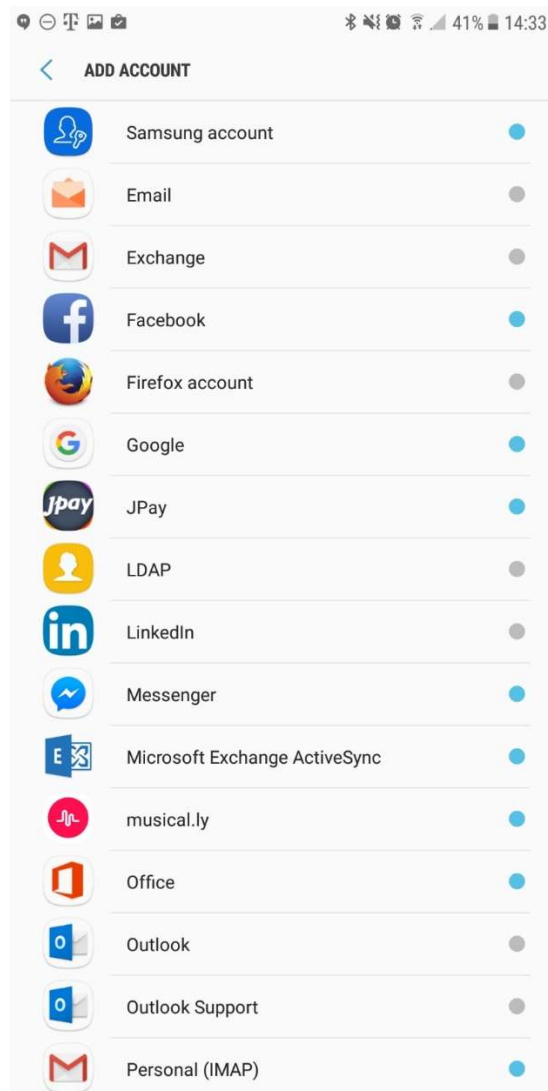 41% 14:33
ADD ACCOUNT
Samsung account
Email
Exchange
Facebook
Firefox account
Google
JPay
LDAP
LinkedIn
Messenger
Microsoft Exchange ActiveSync
musical.ly
Office
Outlook
Outlook Support
Personal (IMAP)